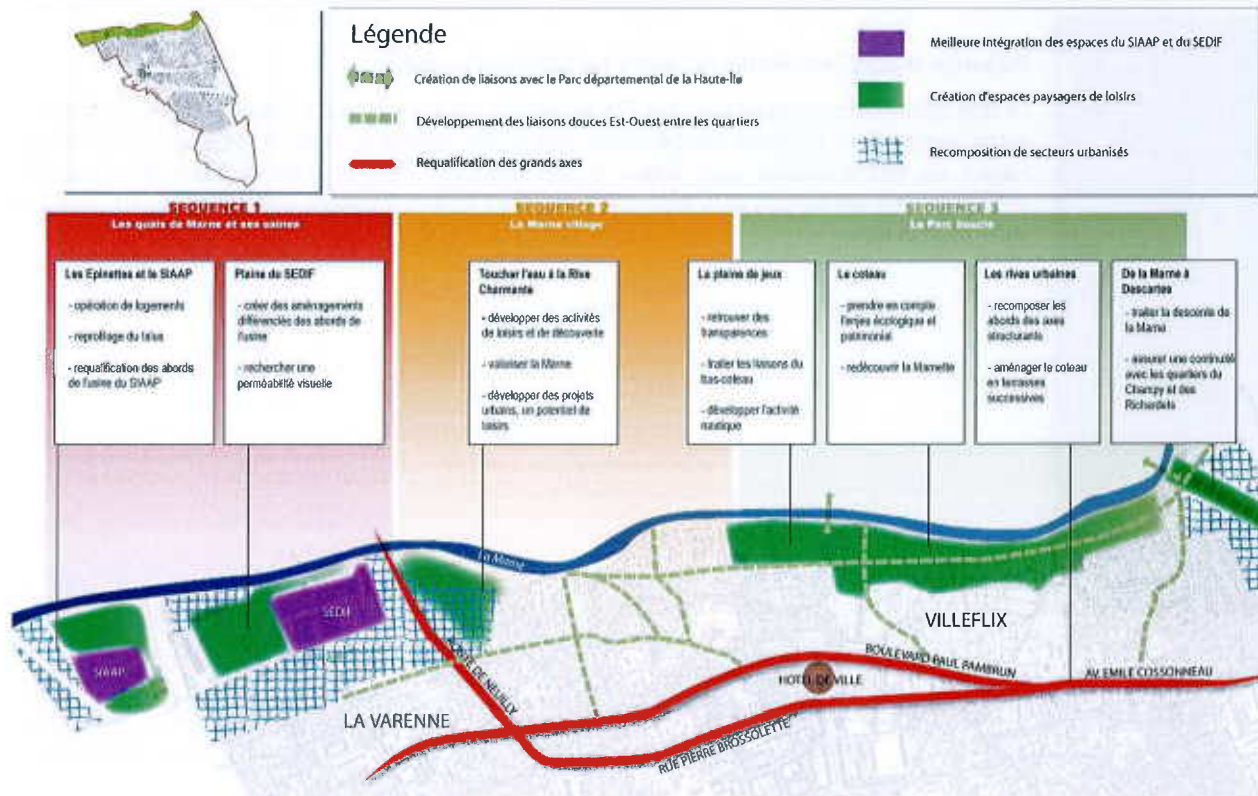 Légende
Création de liaisons avec le Parc départemental de la Haute-Île
Développement des liaisons douces Est-Ouest entre les quartiers
Requalification des grands axes
Meilleure Intégration des espaces du SIAAP et du SEDIF
Création d'espaces paysagers de loisirs
Recomposition de secteurs urbanisés
SEQUENCE 1
Les quais de Marne et ses usines
SEQUENCE 2
La Marne village
SEQUENCE 3
Le Parc boucle
Les Epinettes et le SIAAP
- opération de logements
- reprofilage du talus
- requalification des abords
de l'usine du SIAAP
Plaine du SEDIF
- créer des aménagements
différenciés des abords de
l'usine
- rechercher une
perméabilté visuelle
Toucher l'eau à la Rive
Charmante
- développer des activités
de loisirs et de découverte
- valoriser la Marne
- développer des projets
urbains, un potentiel de
loisirs
La plaine de jeux
- retrouver des
transparences
- traiter les liaisons du
bas-coteau
- développer l'activité
nautique
Le coteau
- prendre en compte
l'enjeu écologique et
patrimonial
- redécouvrir la Marnette
Les rives urbaines
- recomposer les
abords des axes
structurants
- aménager le coteau
en terrasses
successives
De la Marne à
Descartes
- traiter la descente de
la Marne
- assurer une continuité
avec les quartiers du
Champy et des
Richardets
La Marne
SEDIF
SIAAP
VILLEFLIX
BOULEVARD PAUL PAMBRUN
HOTEL DE VILLE
AV. EMILE COSSONNEAU
DE NEUILLY
LA VARENNE
RUE PIERRE BROSSOLETTE